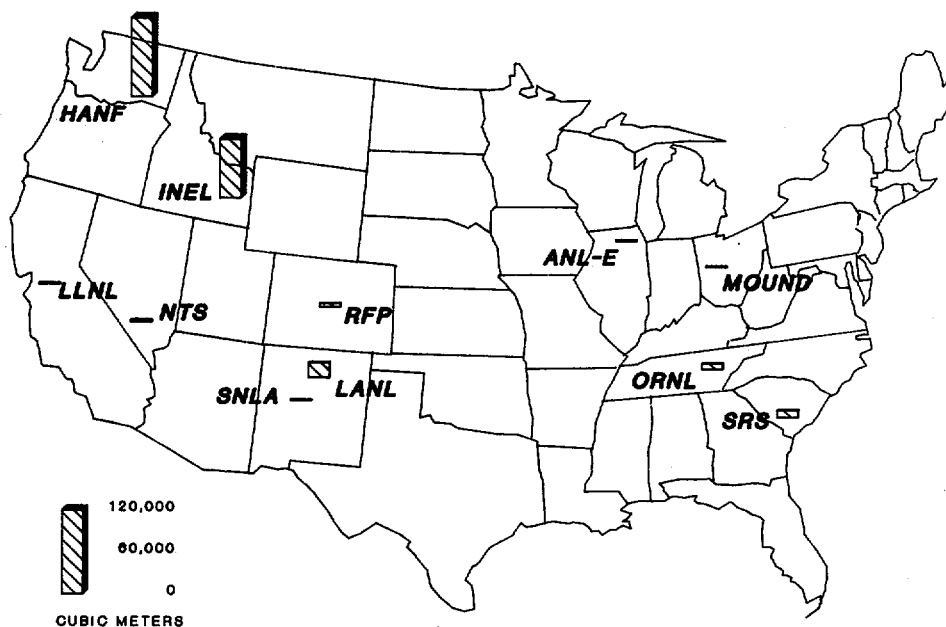 HANF
INEL
ANL-E
MOUND
LLNL
NTS
RFP
SNLA
LANL
ORNL
SRS
120,000
60,000
0
CUBIC METERS